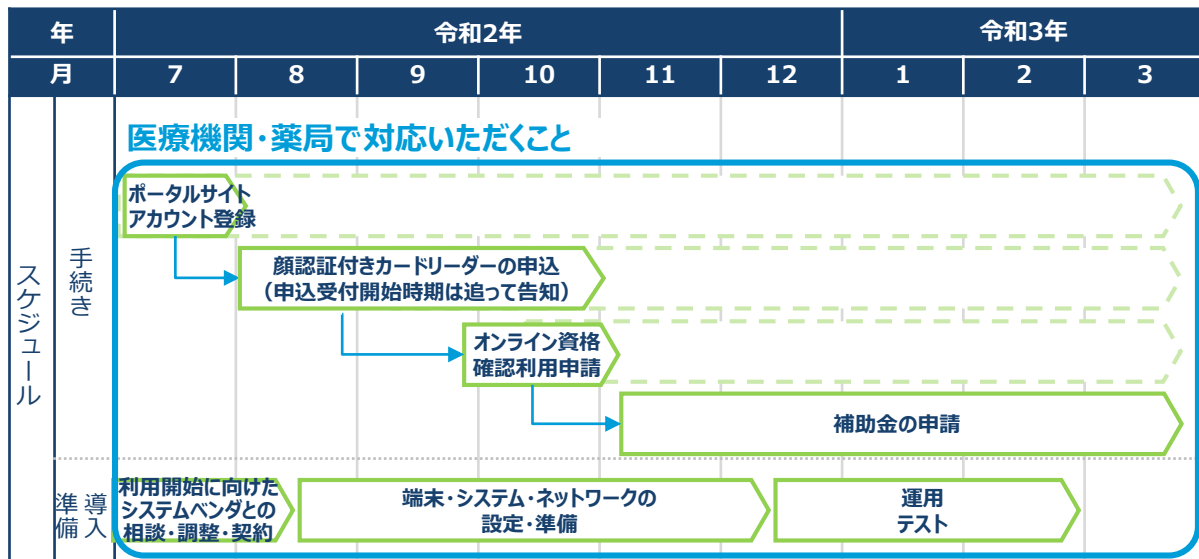 年
令和2年
令和3年
月
7
8
9
10
11
12
1
2
3
医療機関・薬局で対応いただくこと
スケジュール
手続き
ポータルサイト
アカウント登録
顔認証付きカードリーダーの申込
（申込受付開始時期は追って告知）
オンライン資格
確認利用申請
補助金の申請
導入
準備
利用開始に向けた
システムベンダとの
相談・調整・契約
端末・システム・ネットワークの
設定・準備
運用
テスト